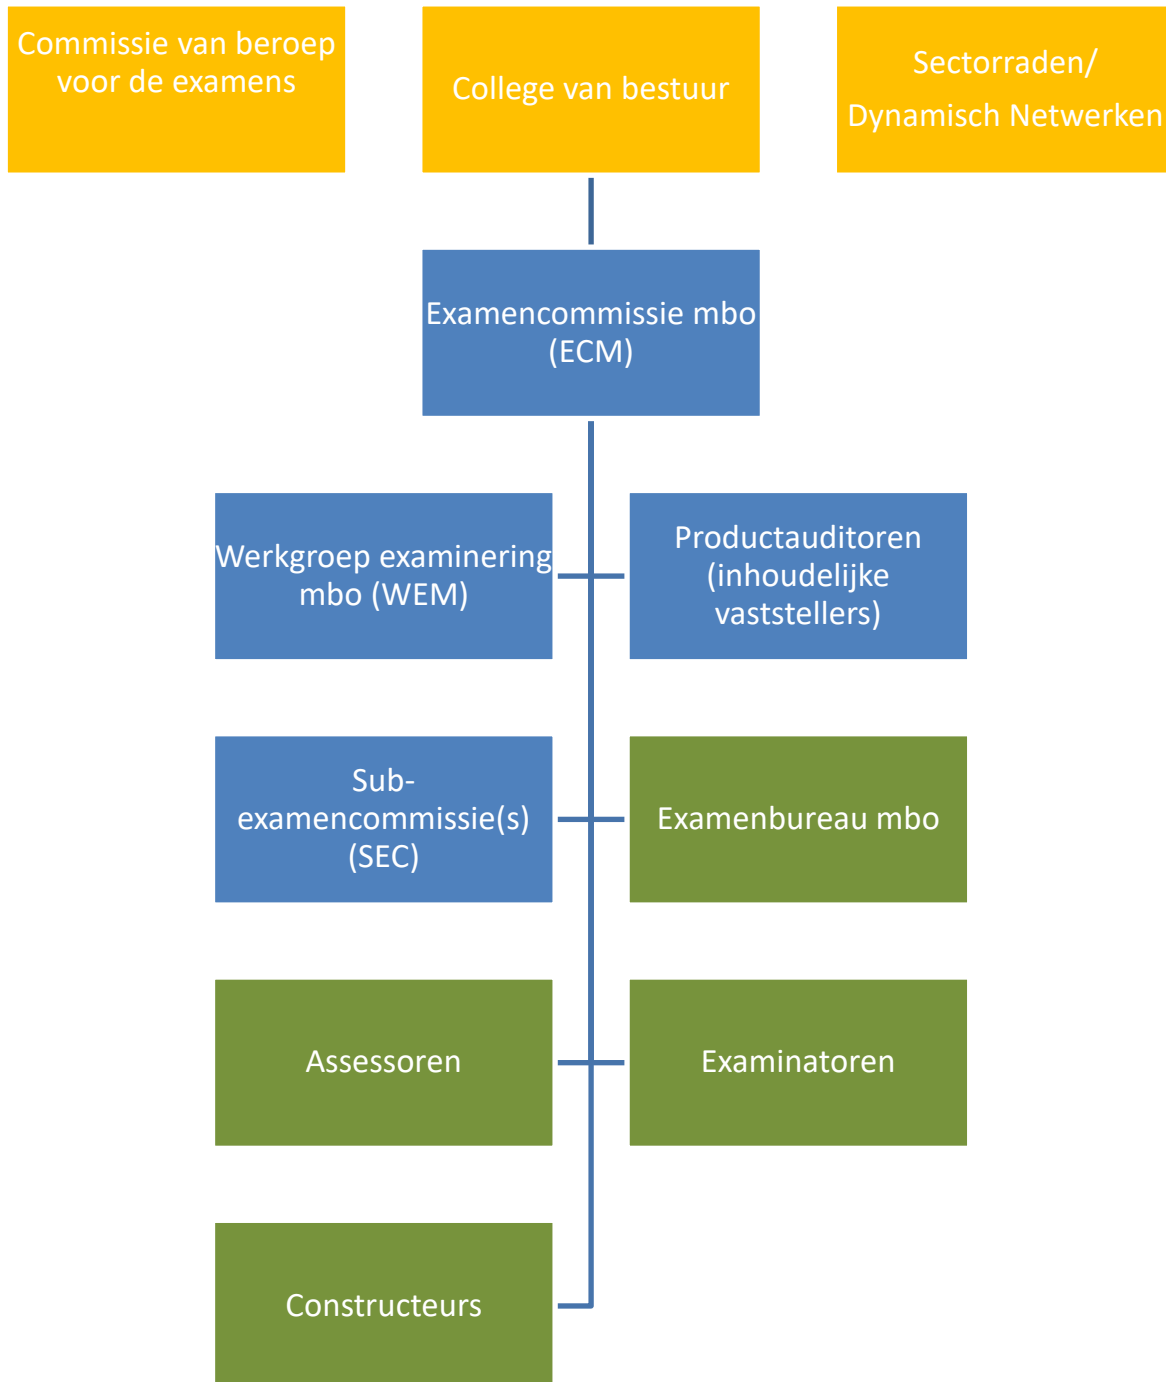 Commissie van beroep
voor de examens
College van bestuur
Sectorraden/
Dynamisch Netwerken
Examencommissie mbo
(ECM)
Werkgroep examinering
mbo (WEM)
Productauditoren
(inhoudelijke
vaststellers)
Sub-
examencommissie(s)
(SEC)
Examenbureau mbo
Assessoren
Examinatoren
Constructeurs